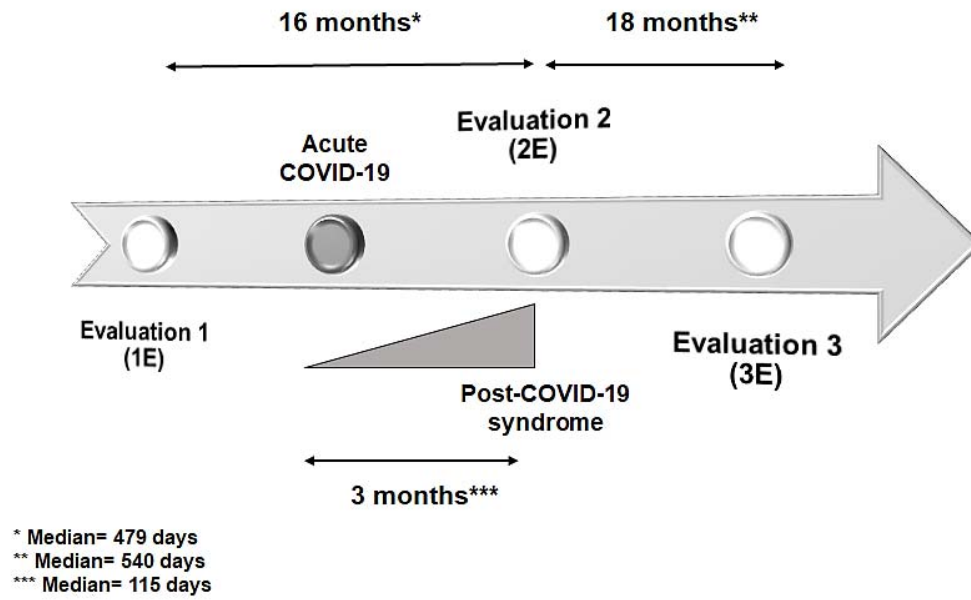 16 months*
18 months**
Evaluation 2
(2E)
Acute
COVID-19
Evaluation 1
(1E)
Evaluation 3
(3E)
Post-COVID-19
syndrome
3 months***
* Median= 479 days
** Median= 540 days
*** Median= 115 days